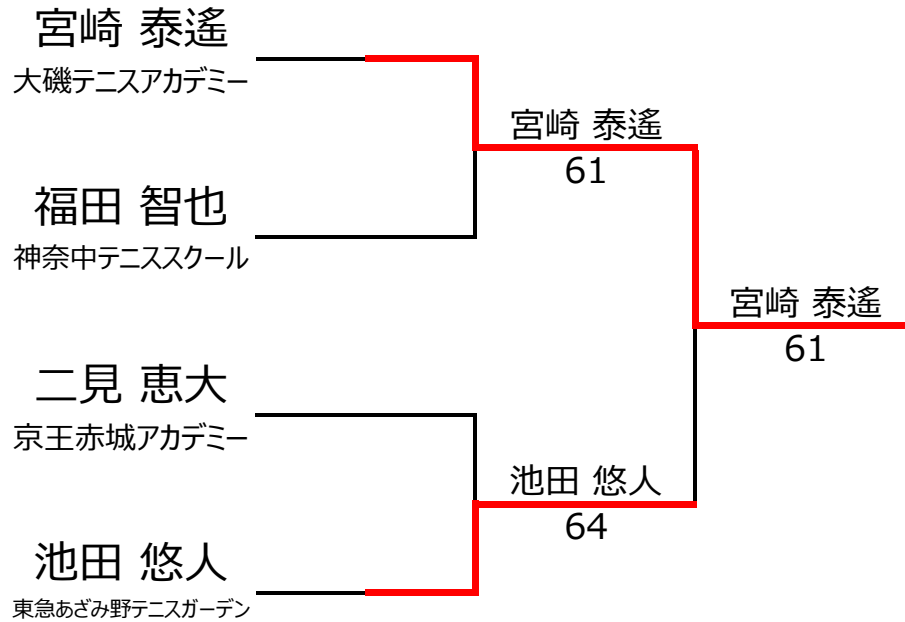 宮崎 泰遙
大磯テニスアカデミー
宮崎 泰遙
61
福田 智也
神奈中テニススクール
宮崎 泰遙
61
二見 恵大
京王赤城アカデミー
池田 悠人
64
池田 悠人
東急あざみ野テニスガーデン